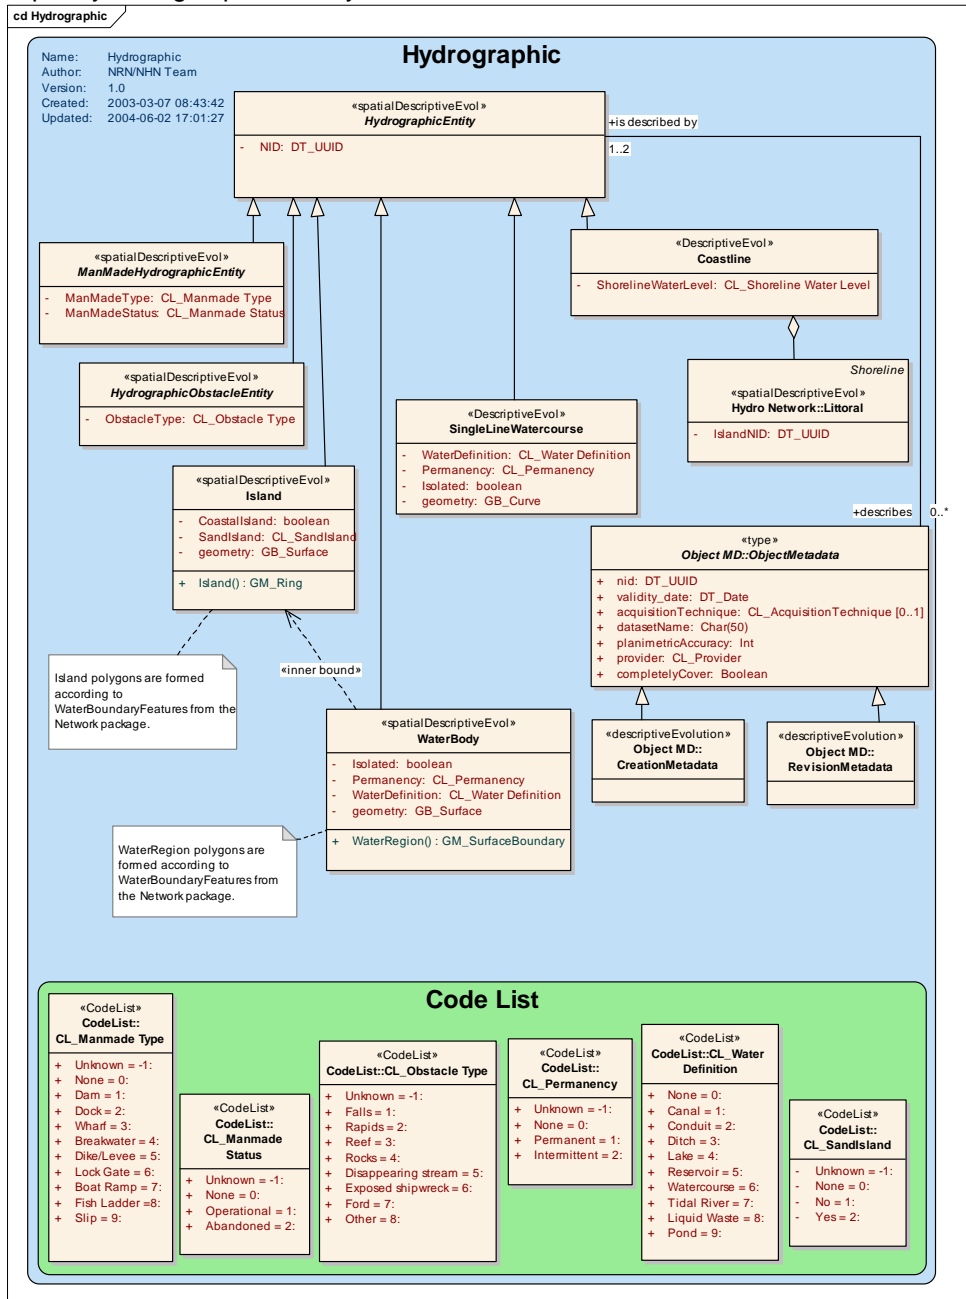 cd Hydrographic
Hydrographic
Name: Hydrographic
Author: NRN/NHN Team
Version: 1.0
Created: 2003-03-07 08:43:42
Updated: 2004-06-02 17:01:27
«spatialDescriptiveEvol»
HydrographicEntity
- NID: DT_UUID
+is described by
1..2
«spatialDescriptiveEvol»
ManMadeHydrographicEntity
- ManMadeType: CL_Manmade Type
- ManMadeStatus: CL_Manmade Status
«DescriptiveEvol»
Coastline
- ShorelineWaterLevel: CL_Shoreline Water Level
«spatialDescriptiveEvol»
HydrographicObstacleEntity
- ObstacleType: CL_Obstacle Type
Shoreline
«spatialDescriptiveEvol»
Hydro Network::Littoral
- IslandNID: DT_UUID
«DescriptiveEvol»
SingleLineWatercourse
- WaterDefinition: CL_Water Definition
- Permanency: CL_Permanency
- Isolated: boolean
- geometry: GB_Curve
«spatialDescriptiveEvol»
Island
- CoastalIsland: boolean
- SandIsland: CL_SandIsland
- geometry: GB_Surface
+ Island() : GM_Ring
+describes
0..*
«type»
Object MD::ObjectMetadata
+ nid: DT_UUID
+ validity_date: DT_Date
+ acquisitionTechnique: CL_AcquisitionTechnique [0..1]
+ datasetName: Char(50)
+ planimetricAccuracy: Int
+ provider: CL_Provider
+ completelyCover: Boolean
Island polygons are formed
according to
WaterBoundaryFeatures from the
Network package.
«inner bound»
«spatialDescriptiveEvol»
WaterBody
- Isolated: boolean
- Permanency: CL_Permanency
- WaterDefinition: CL_Water Definition
- geometry: GB_Surface
+ WaterRegion() : GM_SurfaceBoundary
«descriptiveEvolution»
Object MD::
CreationMetadata
«descriptiveEvolution»
Object MD::
RevisionMetadata
WaterRegion polygons are
formed according to
WaterBoundaryFeatures from
the Network package.
Code List
«CodeList»
CodeList::
CL_Manmade Type
+ Unknown = -1:
+ None = 0:
+ Dam = 1:
+ Dock = 2:
+ Wharf = 3:
+ Breakwater = 4:
+ Dike/Levee = 5:
+ Lock Gate = 6:
+ Boat Ramp = 7:
+ Fish Ladder =8:
+ Slip = 9:
«CodeList»
CodeList::
CL_Manmade
Status
+ Unknown = -1:
+ None = 0:
+ Operational = 1:
+ Abandoned = 2:
«CodeList»
CodeList::CL_Obstacle Type
+ Unknown = -1:
+ Falls = 1:
+ Rapids = 2:
+ Reef = 3:
+ Rocks = 4:
+ Disappearing stream = 5:
+ Exposed shipwreck = 6:
+ Ford = 7:
+ Other = 8:
«CodeList»
CodeList::
CL_Permanency
+ Unknown = -1:
+ None = 0:
+ Permanent = 1:
+ Intermittent = 2:
«CodeList»
CodeList::CL_Water
Definition
+ None = 0:
+ Canal = 1:
+ Conduit = 2:
+ Ditch = 3:
+ Lake = 4:
+ Reservoir = 5:
+ Watercourse = 6:
+ Tidal River = 7:
+ Liquid Waste = 8:
+ Pond = 9:
«CodeList»
CodeList::
CL_SandIsland
- Unknown = -1:
- None = 0:
- No = 1:
- Yes = 2: